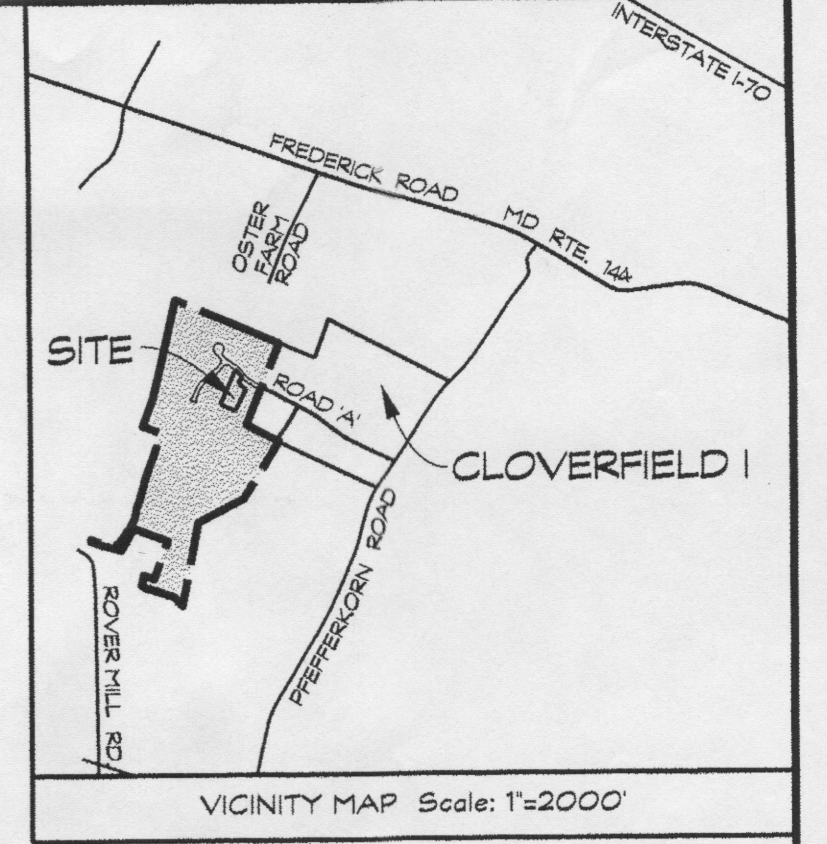 INTERSTATE I-70
FREDERICK ROAD
MD RTE. 144
OSTER
FARM
ROAD
SITE
ROAD 'A'
CLOVERFIELD I
PFEFFERKORN ROAD
ROVER MILL RD.
VICINITY MAP Scale: 1"=2000'